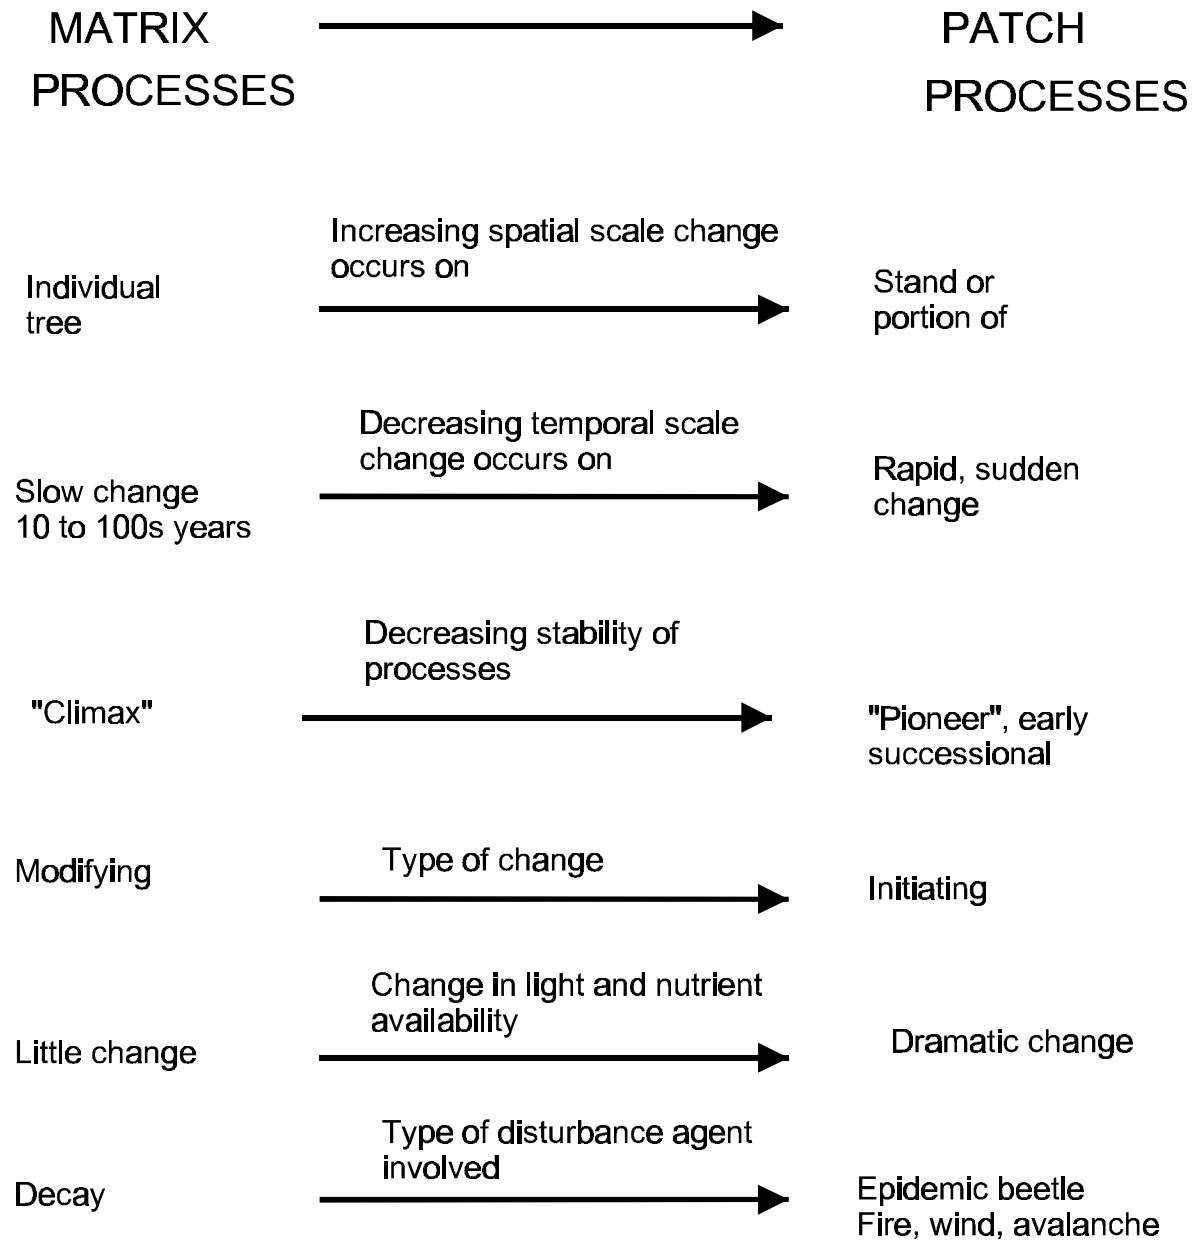 MATRIX
PROCESSES
PATCH
PROCESSES
Individual
tree
Increasing spatial scale change
occurs on
Stand or
portion of
Slow change
10 to 100s years
Decreasing temporal scale
change occurs on
Rapid, sudden
change
"Climax"
Decreasing stability of
processes
"Pioneer", early
successional
Modifying
Type of change
Initiating
Little change
Change in light and nutrient
availability
Dramatic change
Decay
Type of disturbance agent
involved
Epidemic beetle
Fire, wind, avalanche